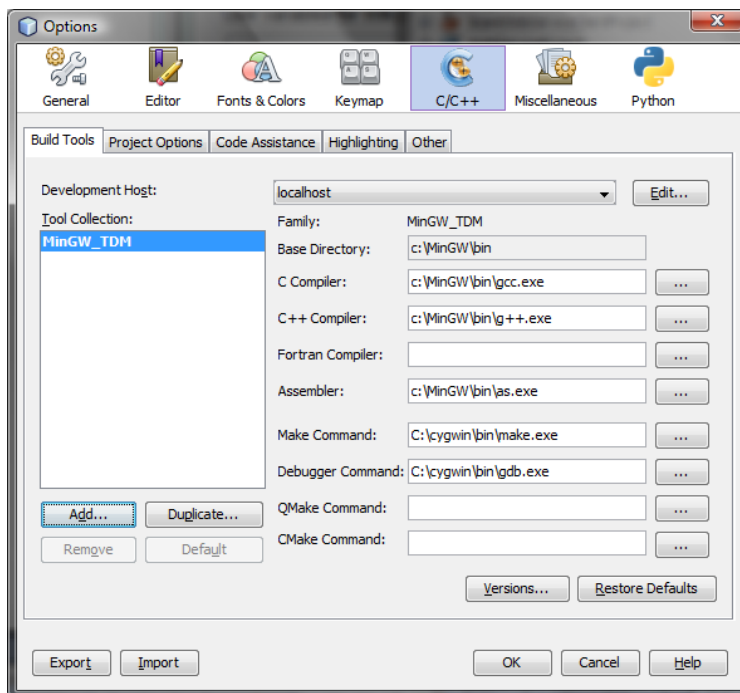 Options
General Editor Fonts & Colors Keymap C/C++ Miscellaneous Python
Build Tools Project Options Code Assistance Highlighting Other
Development Host: localhost Edit...
Tool Collection: Family: MinGW_TDM
MinGW_TDM
Base Directory: c:\MinGW\bin
C Compiler: c:\MinGW\bin\gcc.exe ...
C++ Compiler: c:\MinGW\bin\g++.exe ...
Fortran Compiler: ...
Assembler: c:\MinGW\bin\as.exe ...
Make Command: C:\cygwin\bin\make.exe ...
Debugger Command: C:\cygwin\bin\gdb.exe ...
Add... Duplicate... QMake Command: ...
Remove Default CMake Command: ...
Versions... Restore Defaults
Export Import OK Cancel Help